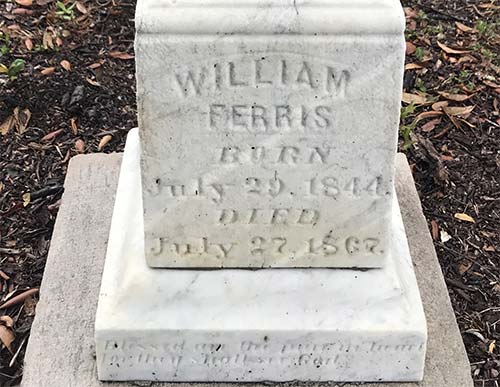 WILLIAM
FERRIS
BORN
July 29. 1844.
DIED
July 27. 1867.
Blessed are the pure in heart
for they shall see God.